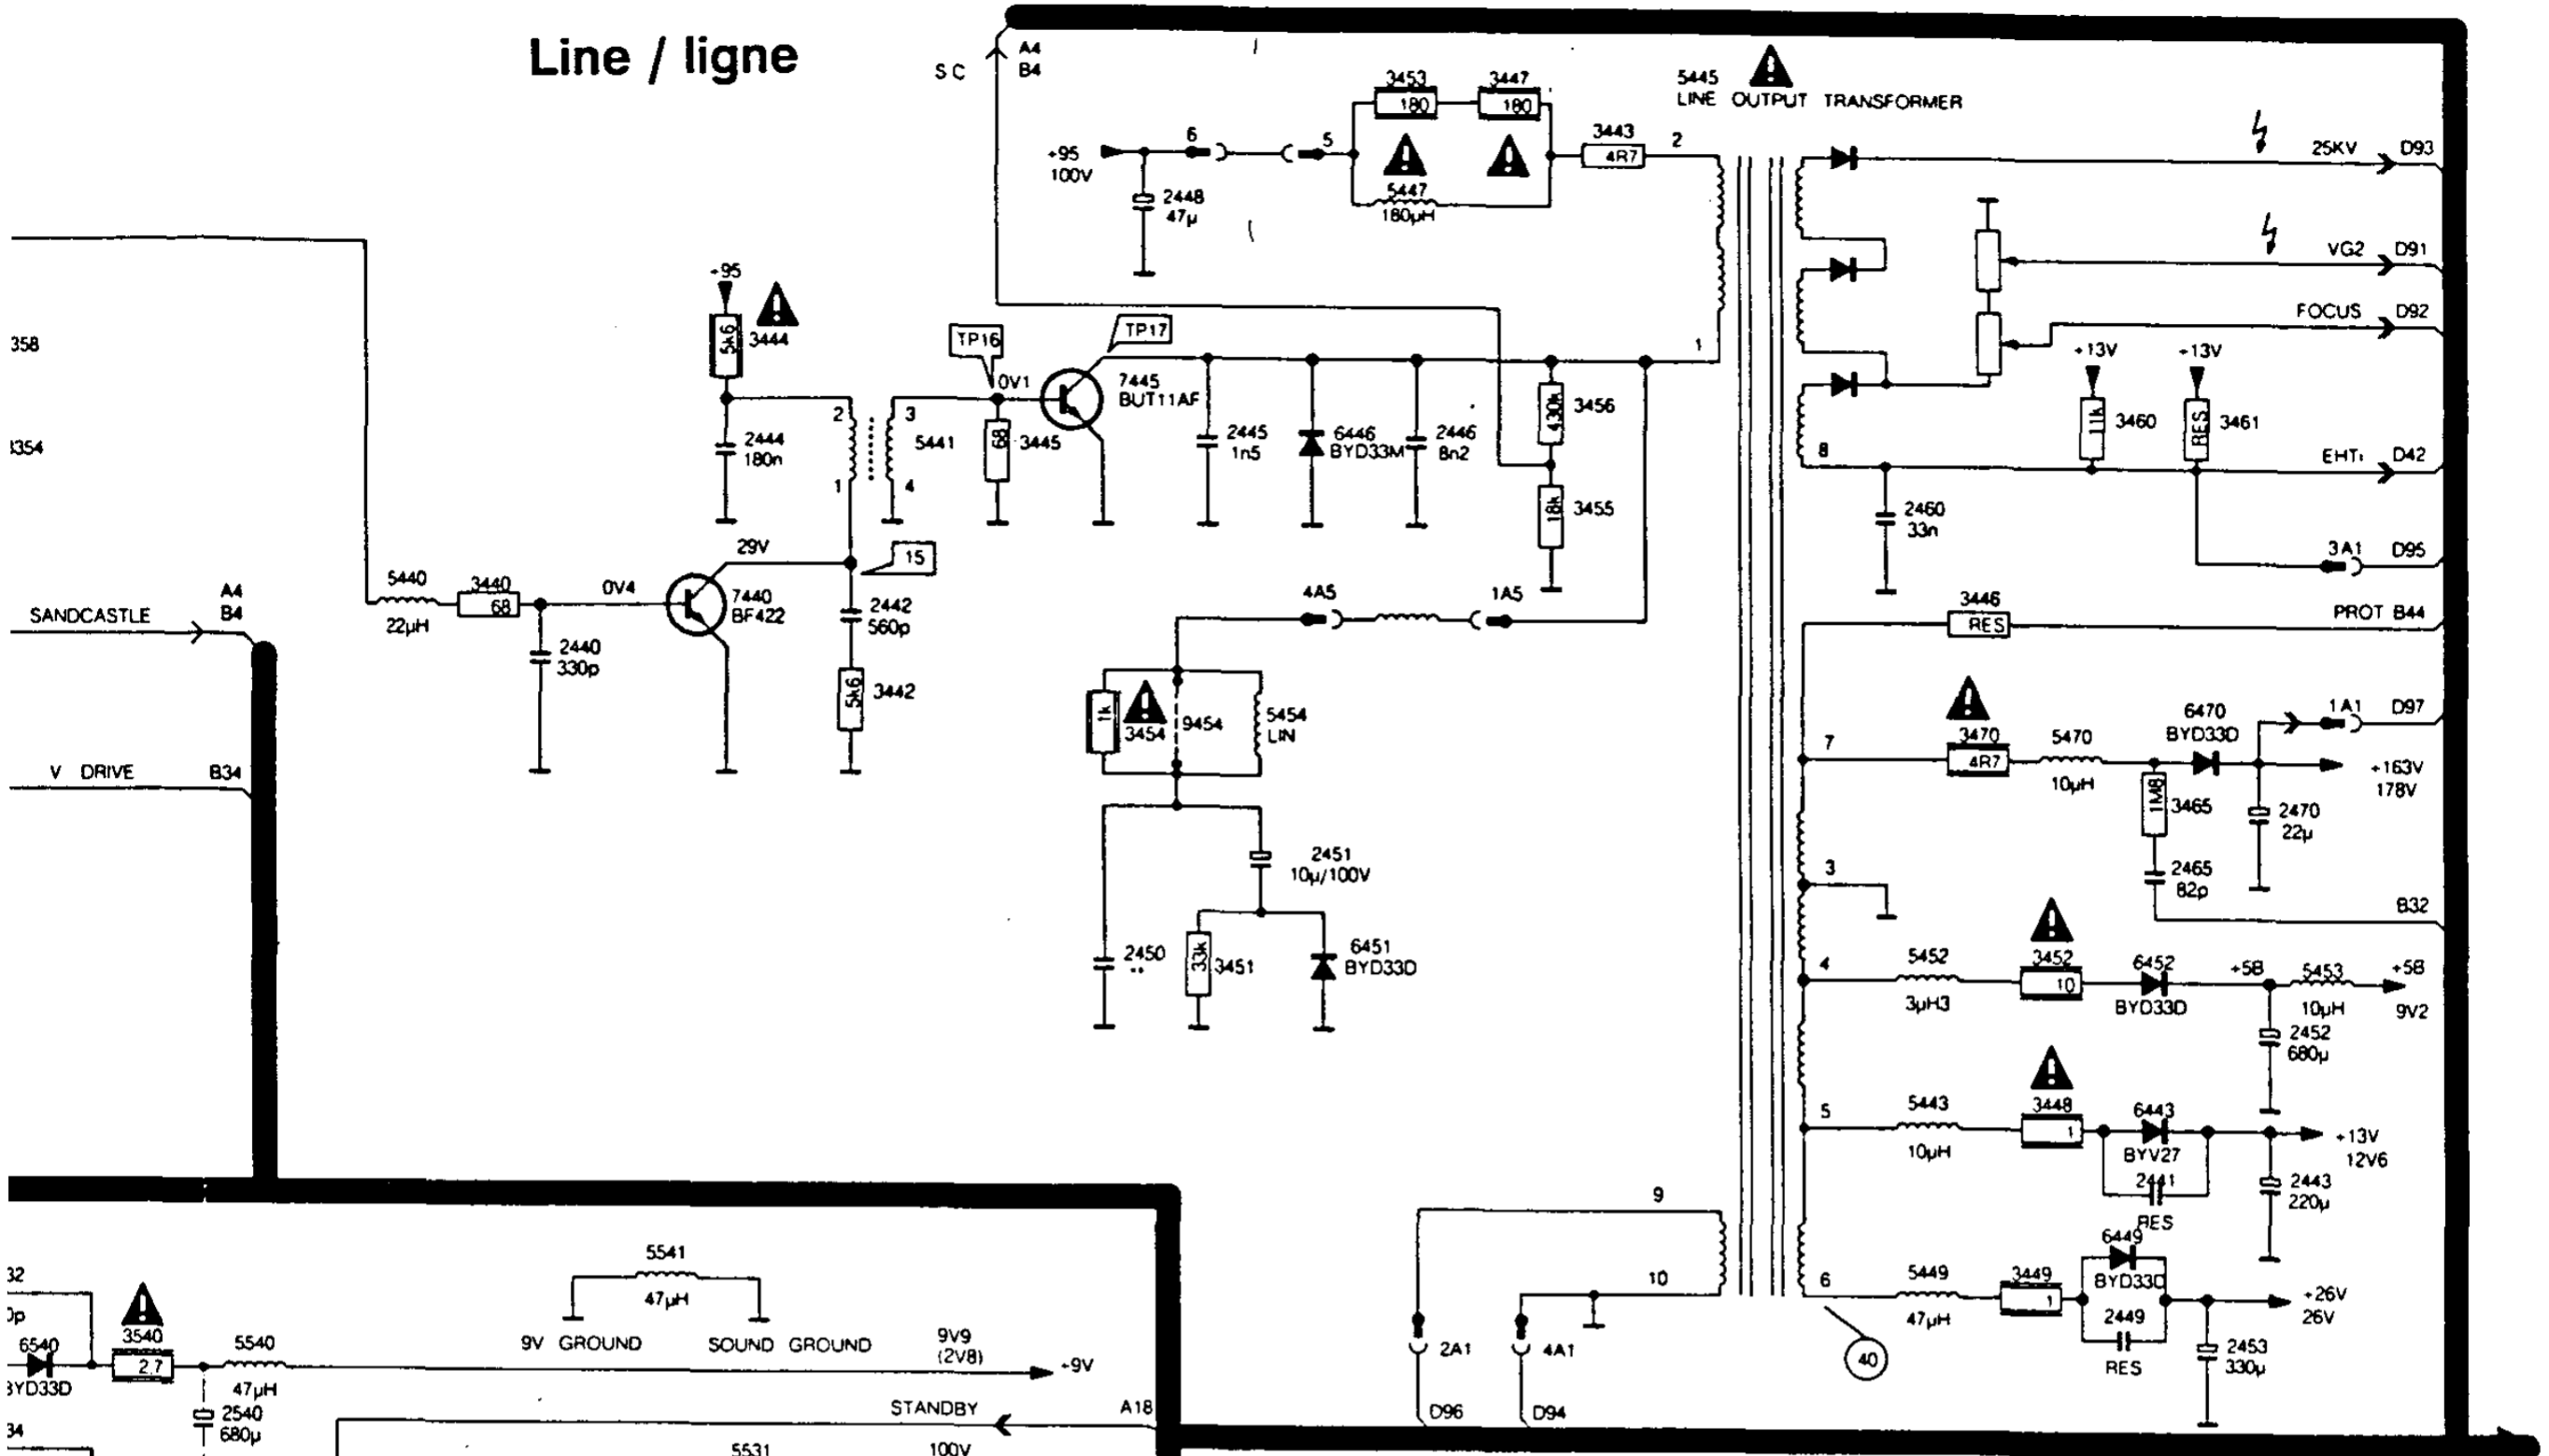 Line / ligne
SC
A4
B4
3453
180
3447
180
5445
LINE OUTPUT TRANSFORMER
+95
100V
6
5
3443
4R7
2
2448
47µ
5447
180µH
25KV
D93
VG2
D91
FOCUS
D92
+13V
+13V
11k
3460
RES
3461
8
EHT
D42
2460
33n
3A1
D95
358
3354
-95
5k6
3444
2444
180n
2
1
3
4
5441
TP16
0V1
68
3445
TP17
7445
BUT11AF
2445
1n5
6446
BYD33M
2446
8n2
430k
3456
18k
3455
1
29V
15
5440
22µH
3440
68
0V4
7440
BF422
2440
330p
2442
560p
5k6
3442
SANDCASTLE
A4
B4
V DRIVE
B34
4A5
1A5
1k
3454
9454
5454
LIN
2451
10µ/100V
2450
..
33k
3451
6451
BYD33D
3446
RES
PROT
B44
7
3470
4R7
5470
10µH
6470
BYD33D
1A1
D97
+163V
178V
1M8
3465
2470
22µ
2465
82p
B32
3
4
5452
3µH3
3452
10
6452
BYD33D
+5B
5453
10µH
+5B
9V2
2452
680µ
5
5443
10µH
3448
1
6443
BYV27
2441
RES
+13V
12V6
2443
220µ
6
5449
47µH
3449
1
6449
BYD33D
2449
RES
+26V
26V
2453
330µ
40
9
10
2A1
4A1
D96
D94
32
0p
6540
BYD33D
3540
2.7
5540
47µH
2540
680µ
34
5541
47µH
9V GROUND
SOUND GROUND
9V9
(2V8)
-9V
STANDBY
A18
5531
100V